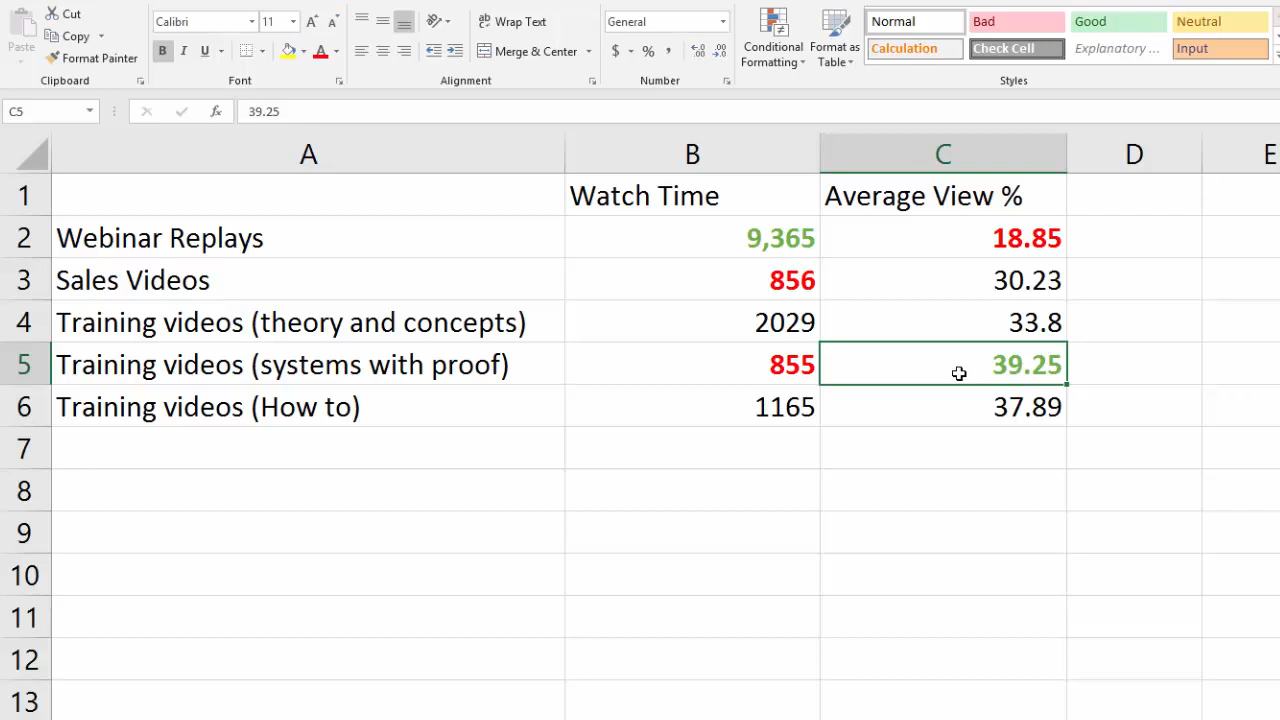 Cut
Calibri 11 A A
Wrap Text
General
Normal Bad Good Neutral
Paste
Copy
Format Painter
B I U A
Merge & Center
$ % ,
Conditional Formatting
Format as Table
Calculation Check Cell Explanatory ... Input
Clipboard Font Alignment Number Styles
C5 fx 39.25
A B C D E
1 Watch Time Average View %
2 Webinar Replays 9,365 18.85
3 Sales Videos 856 30.23
4 Training videos (theory and concepts) 2029 33.8
5 Training videos (systems with proof) 855 39.25
6 Training videos (How to) 1165 37.89
7
8
9
10
11
12
13